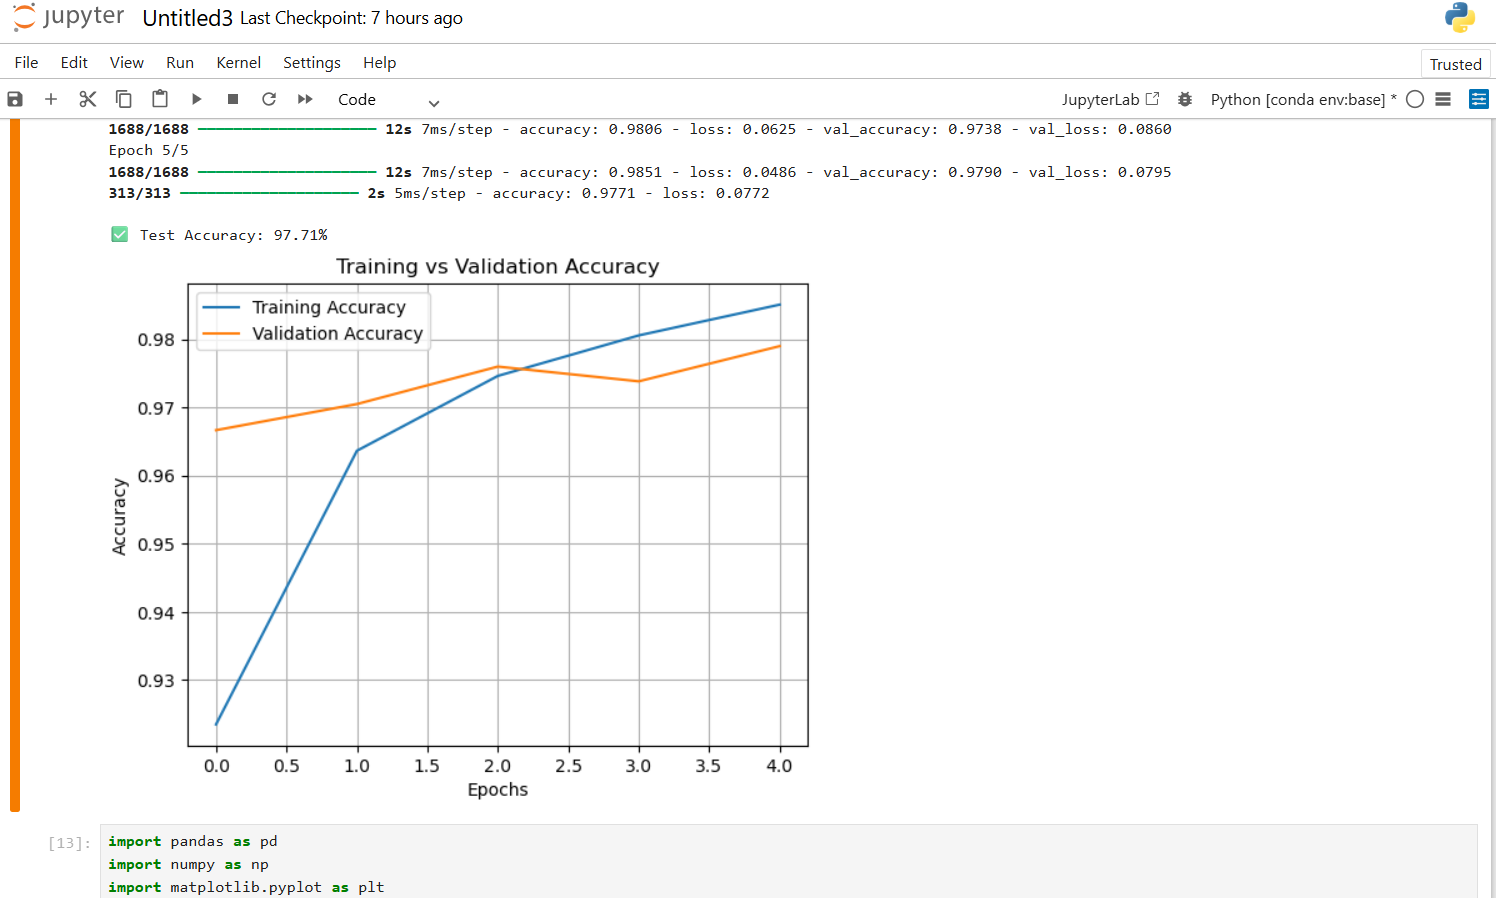 jupyter Untitled3 Last Checkpoint: 7 hours ago
File Edit View Run Kernel Settings Help Trusted
Code JupyterLab Python [conda env:base] *
1688/1688 12s 7ms/step - accuracy: 0.9806 - loss: 0.0625 - val_accuracy: 0.9738 - val_loss: 0.0860
Epoch 5/5
1688/1688 12s 7ms/step - accuracy: 0.9851 - loss: 0.0486 - val_accuracy: 0.9790 - val_loss: 0.0795
313/313 2s 5ms/step - accuracy: 0.9771 - loss: 0.0772
✅ Test Accuracy: 97.71%
Training vs Validation Accuracy
Training Accuracy
Validation Accuracy
0.98
0.97
0.96
0.95
0.94
0.93
Accuracy
0.0 0.5 1.0 1.5 2.0 2.5 3.0 3.5 4.0
Epochs
[13]: import pandas as pd
import numpy as np
import matplotlib.pyplot as plt